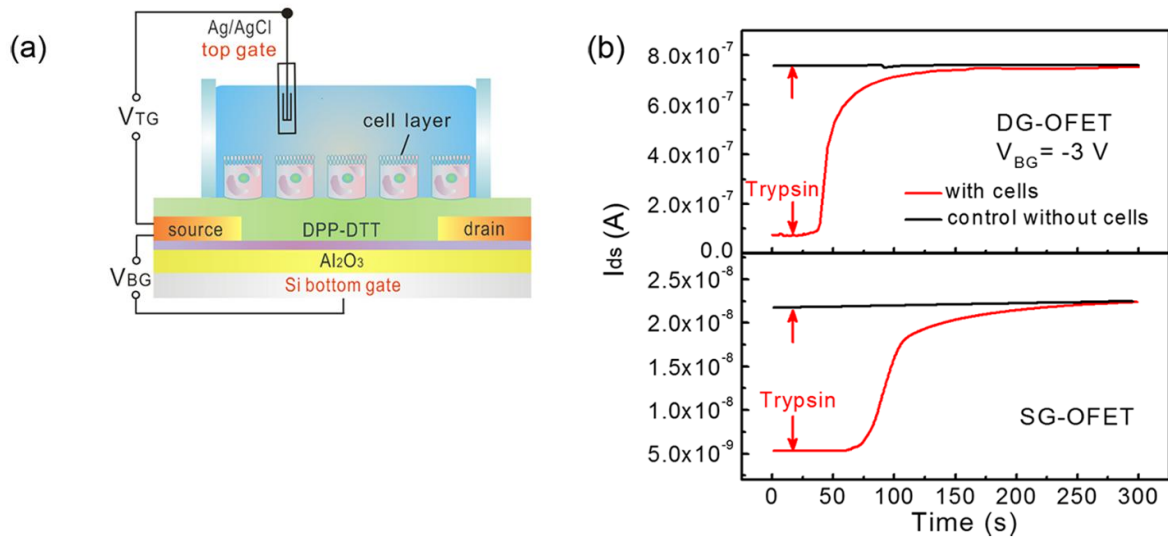 (a)
Ag/AgCl
top gate
cell layer
VTG
source
DPP-DTT
drain
VBG
Al2O3
Si bottom gate
(b)
8.0x10⁻⁷
6.0x10⁻⁷
4.0x10⁻⁷
2.0x10⁻⁷
0.0
DG-OFET
VBG= -3 V
Trypsin
with cells
control without cells
Ids (A)
2.5x10⁻⁸
2.0x10⁻⁸
1.5x10⁻⁸
1.0x10⁻⁸
5.0x10⁻⁹
Trypsin
SG-OFET
0 50 100 150 200 250 300
Time (s)